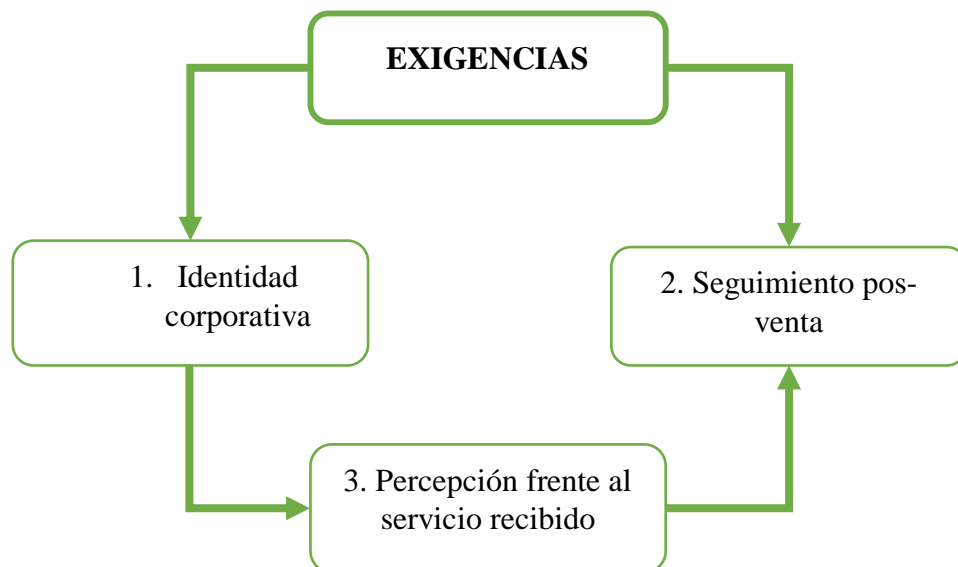 EXIGENCIAS
1. Identidad
corporativa
2. Seguimiento pos-
venta
3. Percepción frente al
servicio recibido